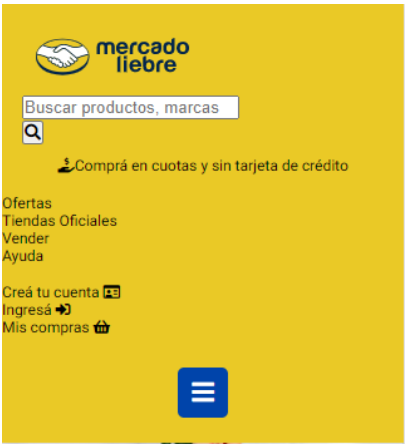 mercado
liebre
Buscar productos, marcas
Comprá en cuotas y sin tarjeta de crédito
Ofertas
Tiendas Oficiales
Vender
Ayuda
Creá tu cuenta
Ingresá
Mis compras